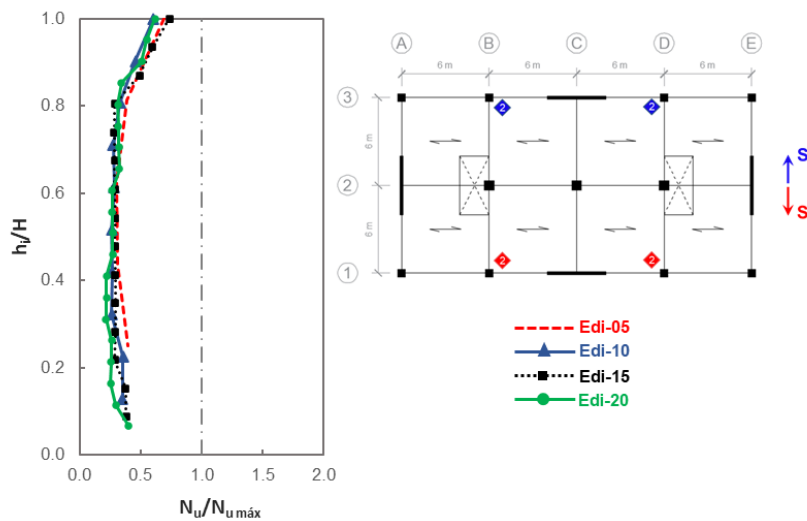 1.0
0.8
0.6
0.4
0.2
0.0
hᵢ/H
0.0 0.5 1.0 1.5 2.0
Nᵤ/Nᵤ ₘáₓ
A B C D E
6 m 6 m 6 m 6 m
3
2 2
6 m
2
6 m
2 2
1
S
S
Edi-05
Edi-10
Edi-15
Edi-20